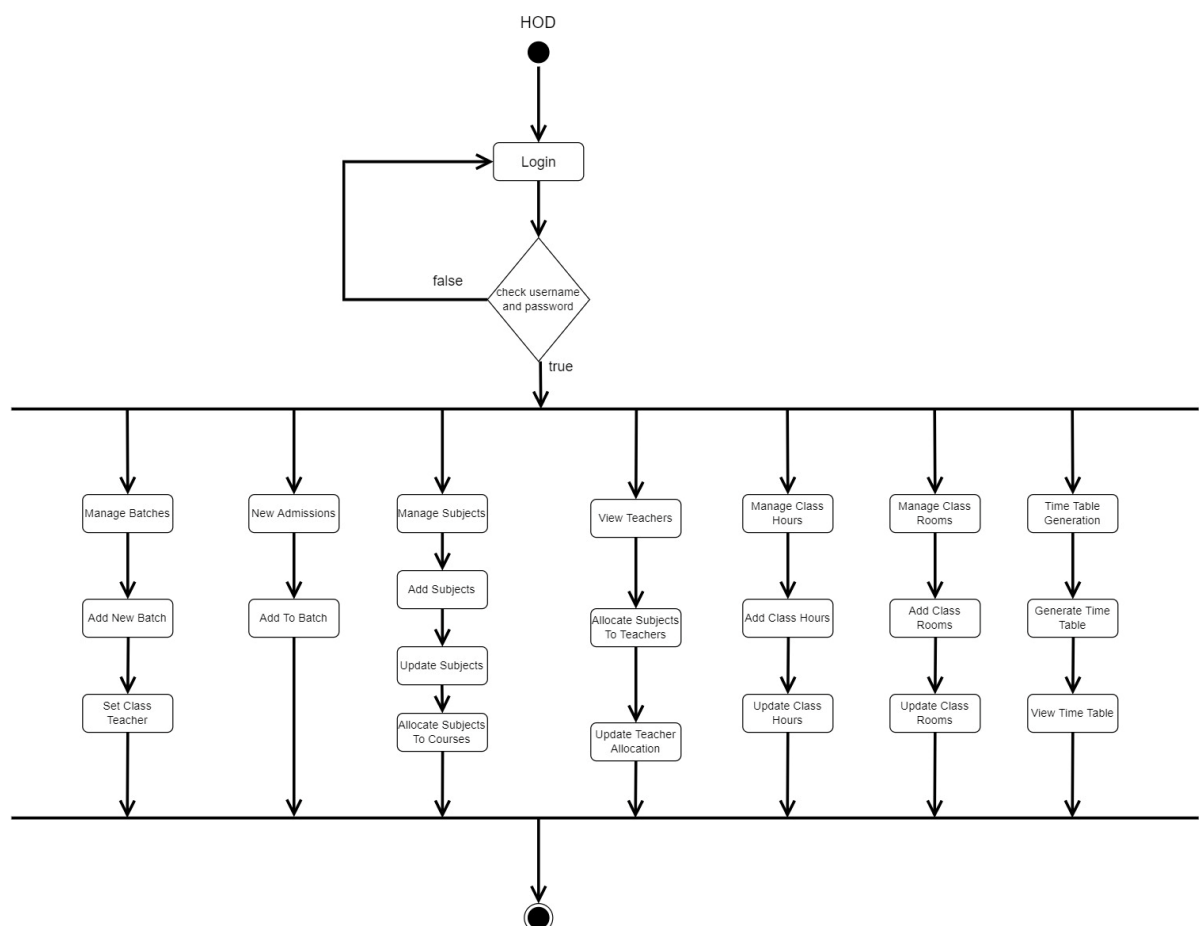 HOD
Login
false
check username
and password
true
Manage Batches
New Admissions
Manage Subjects
View Teachers
Manage Class
Hours
Manage Class
Rooms
Time Table
Generation
Add Subjects
Add New Batch
Add To Batch
Allocate Subjects
To Teachers
Add Class Hours
Add Class
Rooms
Generate Time
Table
Update Subjects
Set Class
Teacher
Allocate Subjects
To Courses
Update Teacher
Allocation
Update Class
Hours
Update Class
Rooms
View Time Table